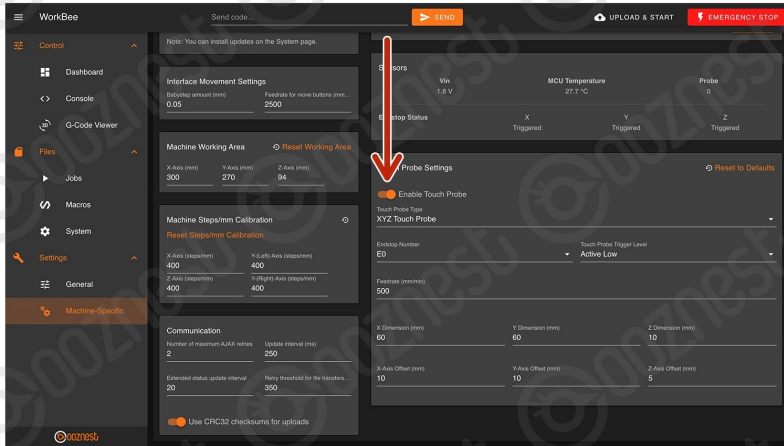 WorkBee
Send code...
SEND
UPLOAD & START
EMERGENCY STOP
Control
Dashboard
Console
3D
G-Code Viewer
Files
Jobs
Macros
System
Settings
General
Machine-Specific
ooznest
Note: You can install updates on the System page.
Interface Movement Settings
Babystep amount (mm)
Feedrate for move buttons (mm...
0.05
2500
Machine Working Area
Reset Working Area
X-Axis (mm)
Y-Axis (mm)
Z-Axis (mm)
300
270
94
Machine Steps/mm Calibration
Reset Steps/mm Calibration
X-Axis (steps/mm)
Y-(Left)-Axis (steps/mm)
400
400
Z-Axis (steps/mm)
Y-(Right)-Axis (steps/mm)
400
400
Communication
Number of maximum AJAX retries
Update interval (ms)
2
250
Extended status update interval
Retry threshold for file transfers...
20
350
Use CRC32 checksums for uploads
Vin
MCU Temperature
Probe
1.8 V
27.7 °C
0
Status
X
Y
Z
Triggered
Triggered
Triggered
Probe Settings
Reset to Defaults
Enable Touch Probe
Touch Probe Type
XYZ Touch Probe
Endstop Number
Touch Probe Trigger Level
E0
Active Low
Feedrate (mm/min)
500
X Dimension (mm)
Y Dimension (mm)
Z Dimension (mm)
60
60
10
X-Axis Offset (mm)
Y-Axis Offset (mm)
Z-Axis Offset (mm)
10
10
5